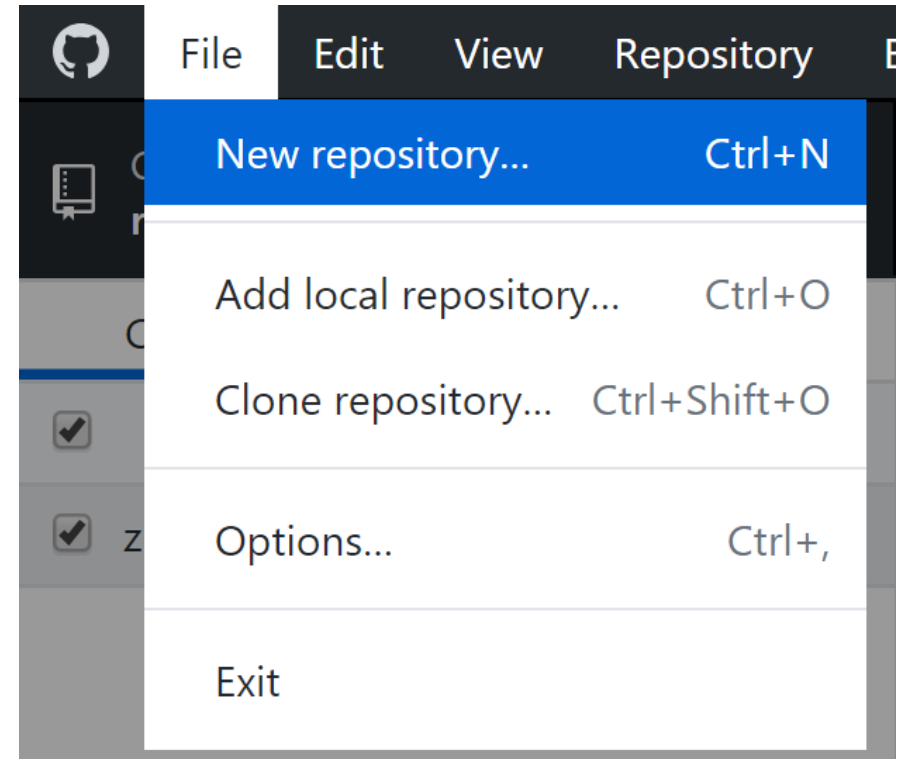 File Edit View Repository
New repository... Ctrl+N
Add local repository... Ctrl+O
Clone repository... Ctrl+Shift+O
Options... Ctrl+,
Exit